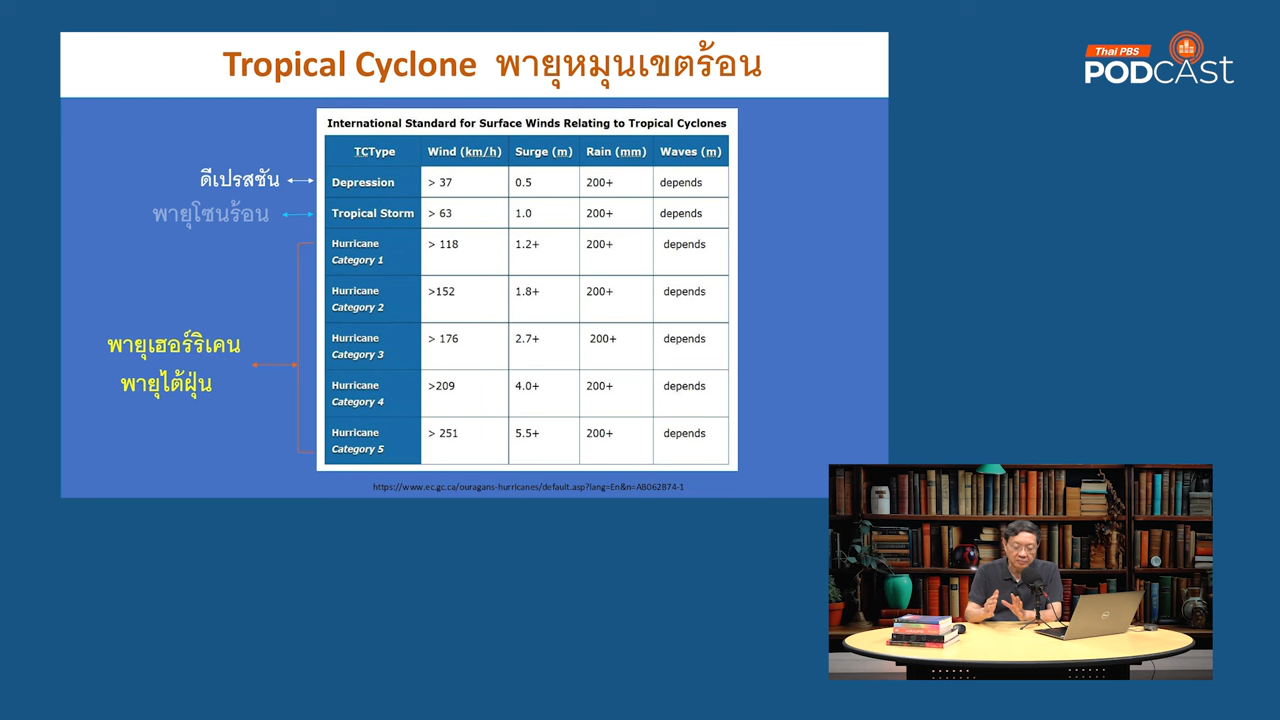 Tropical Cyclone พายุหมุนเขตร้อน
Thai PBS
PODCAST
International Standard for Surface Winds Relating to Tropical Cyclones
TCType Wind (km/h) Surge (m) Rain (mm) Waves (m)
ดีเปรสชัน
Depression > 37 0.5 200+ depends
พายุโซนร้อน
Tropical Storm > 63 1.0 200+ depends
Hurricane > 118 1.2+ 200+ depends
Category 1
Hurricane >152 1.8+ 200+ depends
Category 2
Hurricane > 176 2.7+ 200+ depends
Category 3
พายุเฮอร์ริเคน
พายุไต้ฝุ่น
Hurricane >209 4.0+ 200+ depends
Category 4
Hurricane > 251 5.5+ 200+ depends
Category 5
https://www.ec.gc.ca/ouragans-hurricanes/default.asp?lang=En&n=AB062B74-1